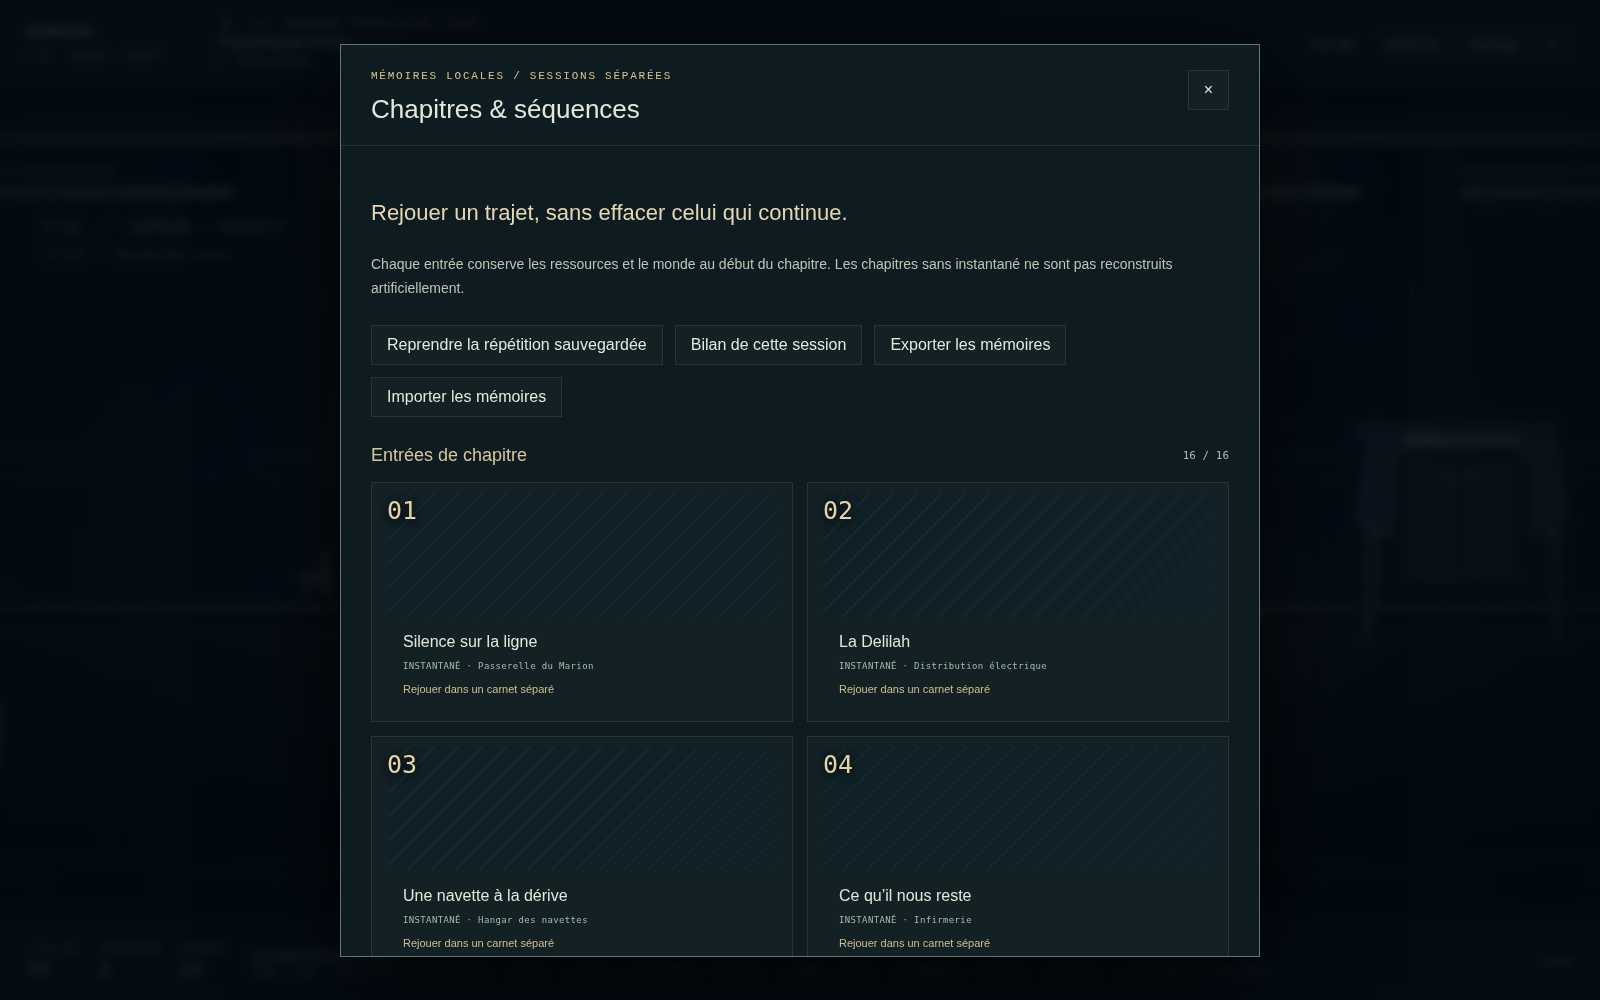 MÉMOIRES LOCALES / SESSIONS SÉPARÉES
Chapitres & séquences
×
Rejouer un trajet, sans effacer celui qui continue.
Chaque entrée conserve les ressources et le monde au début du chapitre. Les chapitres sans instantané ne sont pas reconstruits
artificiellement.
Reprendre la répétition sauvegardée
Bilan de cette session
Exporter les mémoires
Importer les mémoires
Entrées de chapitre
16 / 16
01
Silence sur la ligne
INSTANTANÉ · Passerelle du Marion
Rejouer dans un carnet séparé
02
La Delilah
INSTANTANÉ · Distribution électrique
Rejouer dans un carnet séparé
03
Une navette à la dérive
INSTANTANÉ · Hangar des navettes
Rejouer dans un carnet séparé
04
Ce qu’il nous reste
INSTANTANÉ · Infirmerie
Rejouer dans un carnet séparé